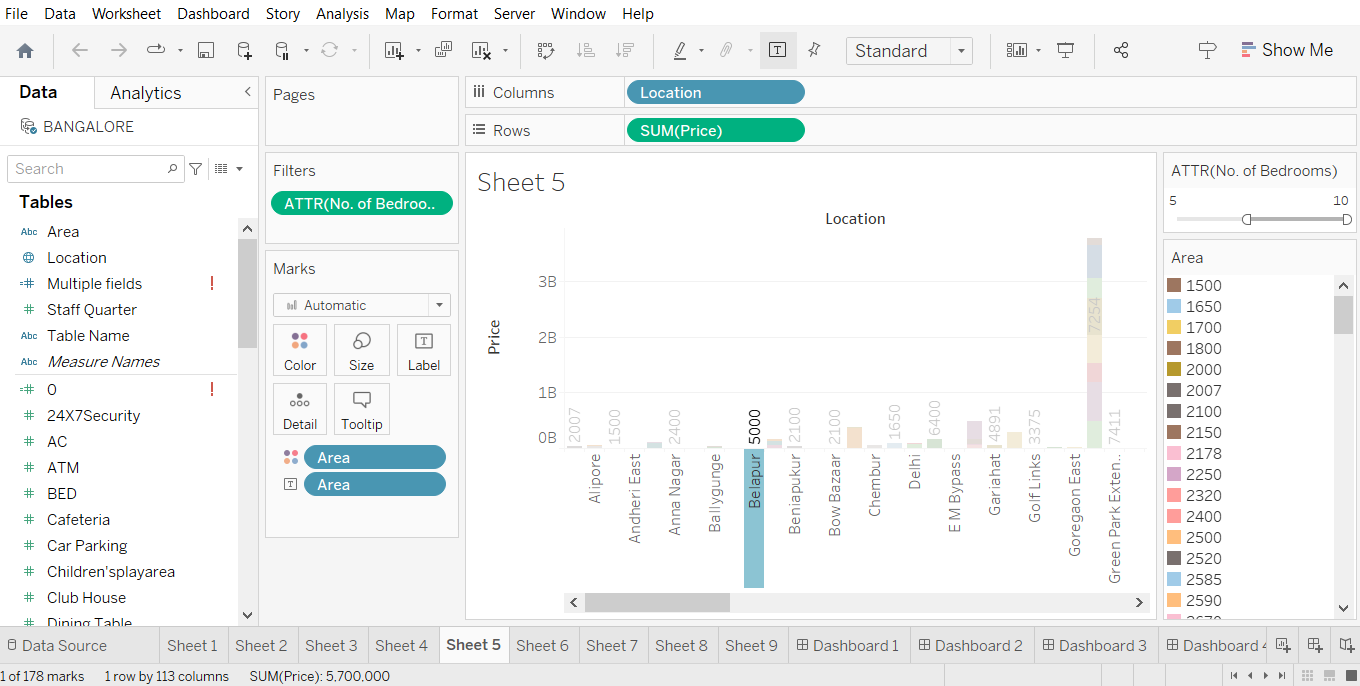 File Data Worksheet Dashboard Story Analysis Map Format Server Window Help
Standard Show Me
Data Analytics
BANGALORE
Search
Tables
Abc Area
Location
Multiple fields !
Staff Quarter
Abc Table Name
Abc Measure Names
0 !
24X7Security
AC
ATM
BED
Cafeteria
Car Parking
Children'splayarea
Club House
Dining Table
Pages
Filters
ATTR(No. of Bedroo..
Marks
Automatic
Color Size Label
Detail Tooltip
Area
Area
Columns Location
Rows SUM(Price)
Sheet 5
Location
Price
3B
2B
1B
0B
2007 1500 2400 5000 2100 2100 1650 6400 4891 3375 7254 7411
Alipore
Andheri East
Anna Nagar
Ballygunge
Belapur
Beniapukur
Bow Bazaar
Chembur
Delhi
E M Bypass
Gariahat
Golf Links
Goregaon East
Green Park Exten..
ATTR(No. of Bedrooms)
5 10
Area
1500
1650
1700
1800
2000
2007
2100
2150
2178
2250
2320
2400
2500
2520
2585
2590
2670
Data Source Sheet 1 Sheet 2 Sheet 3 Sheet 4 Sheet 5 Sheet 6 Sheet 7 Sheet 8 Sheet 9 Dashboard 1 Dashboard 2 Dashboard 3 Dashboard 4
1 of 178 marks 1 row by 113 columns SUM(Price): 5,700,000